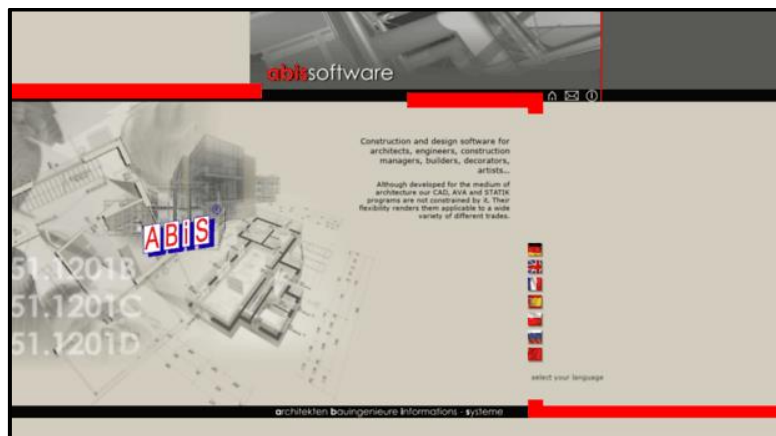 abissoftware
Construction and design software for
architects, engineers, construction
managers, builders, decorators,
artists...
Although developed for the medium of
architecture our CAD, AVA and STATIK
programs are not constrained by it. Their
flexibility renders them applicable to a wide
variety of different trades.
ABiS®
51.1201B
51.1201C
51.1201D
select your language
architekten bauingenieure informations - systeme